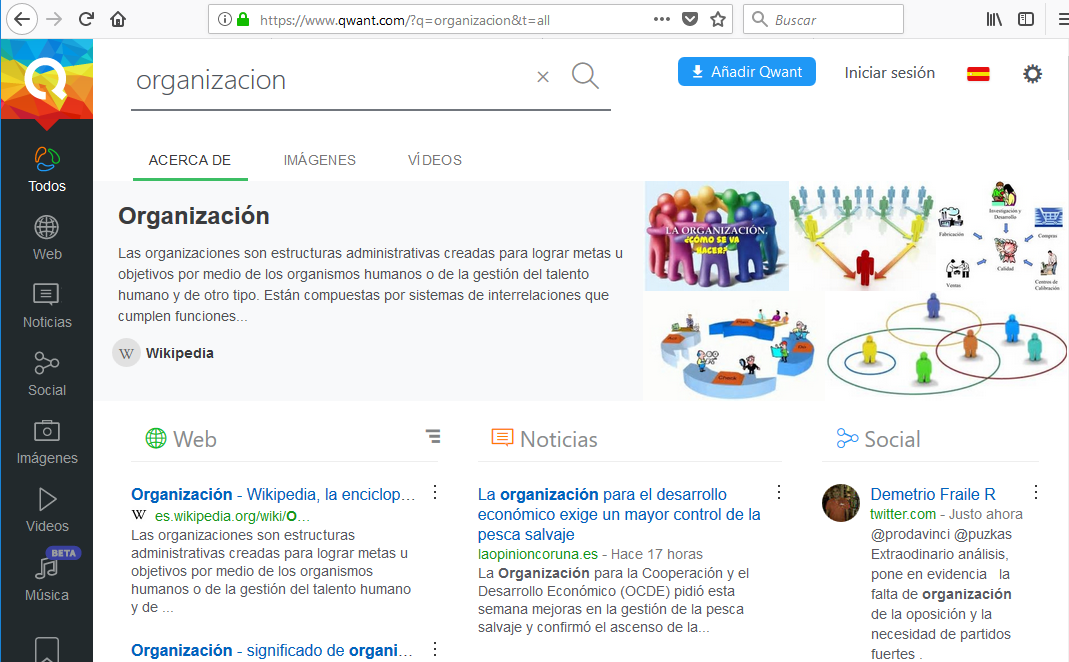 https://www.qwant.com/?q=organizacion&t=all
Buscar
organizacion
Añadir Qwant
Iniciar sesión
ACERCA DE
IMÁGENES
VÍDEOS
Todos
Web
Noticias
Social
Imágenes
Videos
BETA
Música
Organización
Las organizaciones son estructuras administrativas creadas para lograr metas u
objetivos por medio de los organismos humanos o de la gestión del talento
humano y de otro tipo. Están compuestas por sistemas de interrelaciones que
cumplen funciones...
W Wikipedia
LA ORGANIZACIÓN.
¿CÓMO SE VA
HACER?
Investigación y
Desarrollo
Fabricación
Compras
Calidad
Ventas
Centros de
Calibración
Check
Web
Organización - Wikipedia, la enciclop…
W es.wikipedia.org/wiki/O…
Las organizaciones son estructuras
administrativas creadas para lograr metas u
objetivos por medio de los organismos
humanos o de la gestión del talento humano
y de ...
Organización - significado de organi…
Noticias
La organización para el desarrollo
económico exige un mayor control de la
pesca salvaje
laopinioncoruna.es - Hace 17 horas
La Organización para la Cooperación y el
Desarrollo Económico (OCDE) pidió esta
semana mejoras en la gestión de la pesca
salvaje y confirmó el ascenso de la...
Social
Demetrio Fraile R
twitter.com - Justo ahora
@prodavinci @puzkas
Extraodinario análisis,
pone en evidencia la
falta de organización
de la oposición y la
necesidad de partidos
fuertes .